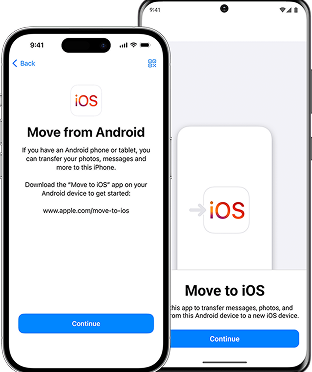 9:41
Back
iOS
Move from Android
If you have an Android phone or tablet, you
can transfer your photos, messages and
more to this iPhone.
Download the “Move to iOS” app on your
Android device to get started:
www.apple.com/move-to-ios
Continue
9:41
iOS
Move to iOS
this app to transfer messages, photos, and
from this Android device to a new iOS device.
Continue